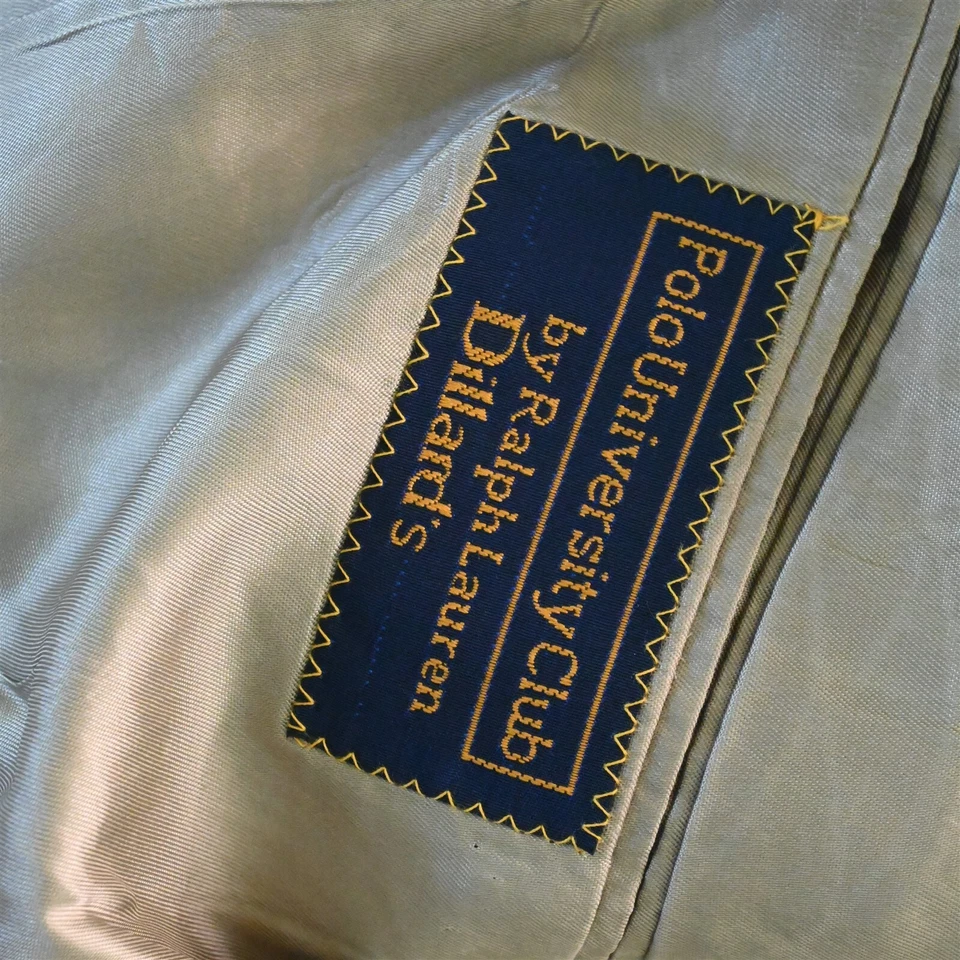 Polo University Club
by Ralph Lauren
Dillard's